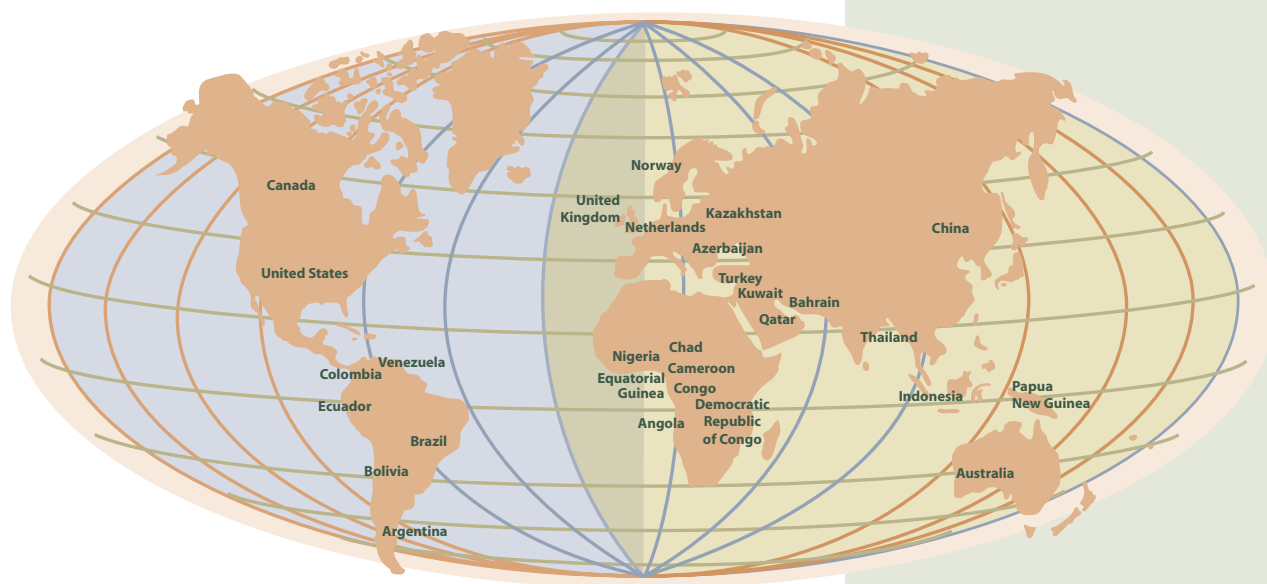 Norway
Canada
United
Kingdom
Kazakhstan
Netherlands
China
Azerbaijan
United States
Turkey
Kuwait
Bahrain
Qatar
Thailand
Chad
Nigeria
Venezuela
Cameroon
Colombia
Equatorial
Guinea
Congo
Papua
New Guinea
Indonesia
Ecuador
Democratic
Republic
of Congo
Angola
Brazil
Bolivia
Australia
Argentina